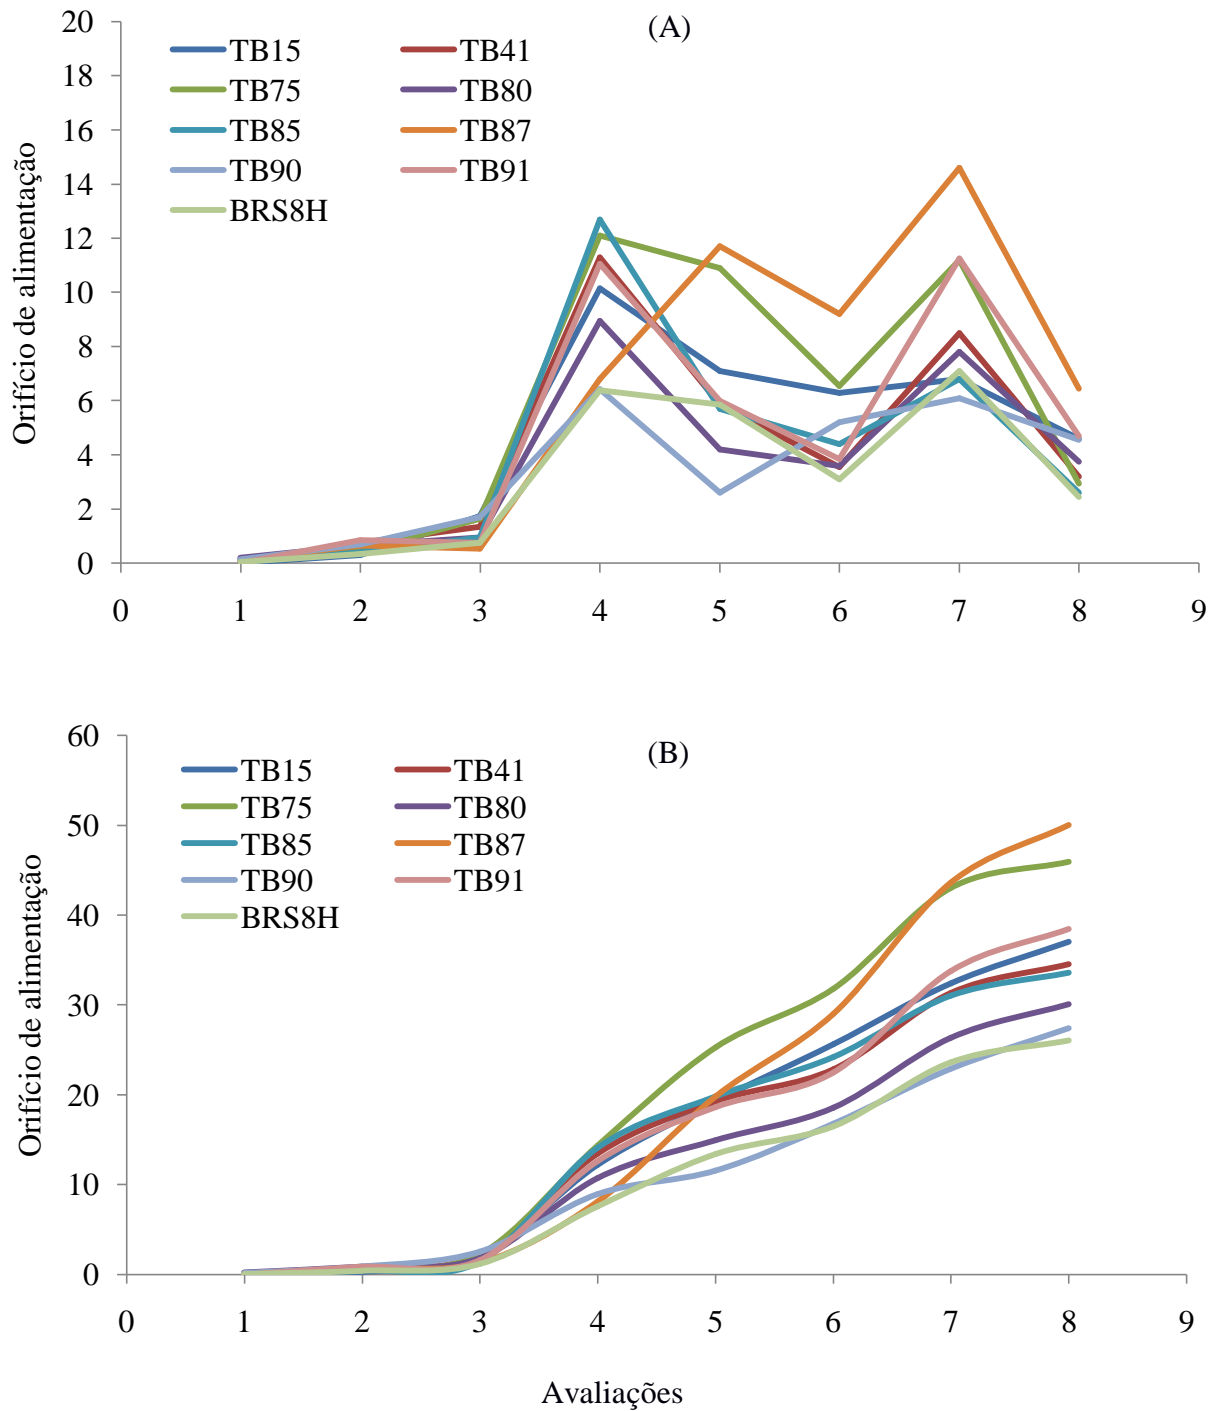 (A)
20
18
16
14
12
10
8
6
4
2
0
Orifício de alimentação
TB15 TB41
TB75 TB80
TB85 TB87
TB90 TB91
BRS8H
0 1 2 3 4 5 6 7 8 9
(B)
60
50
40
30
20
10
0
Orifício de alimentação
TB15 TB41
TB75 TB80
TB85 TB87
TB90 TB91
BRS8H
0 1 2 3 4 5 6 7 8 9
Avaliações